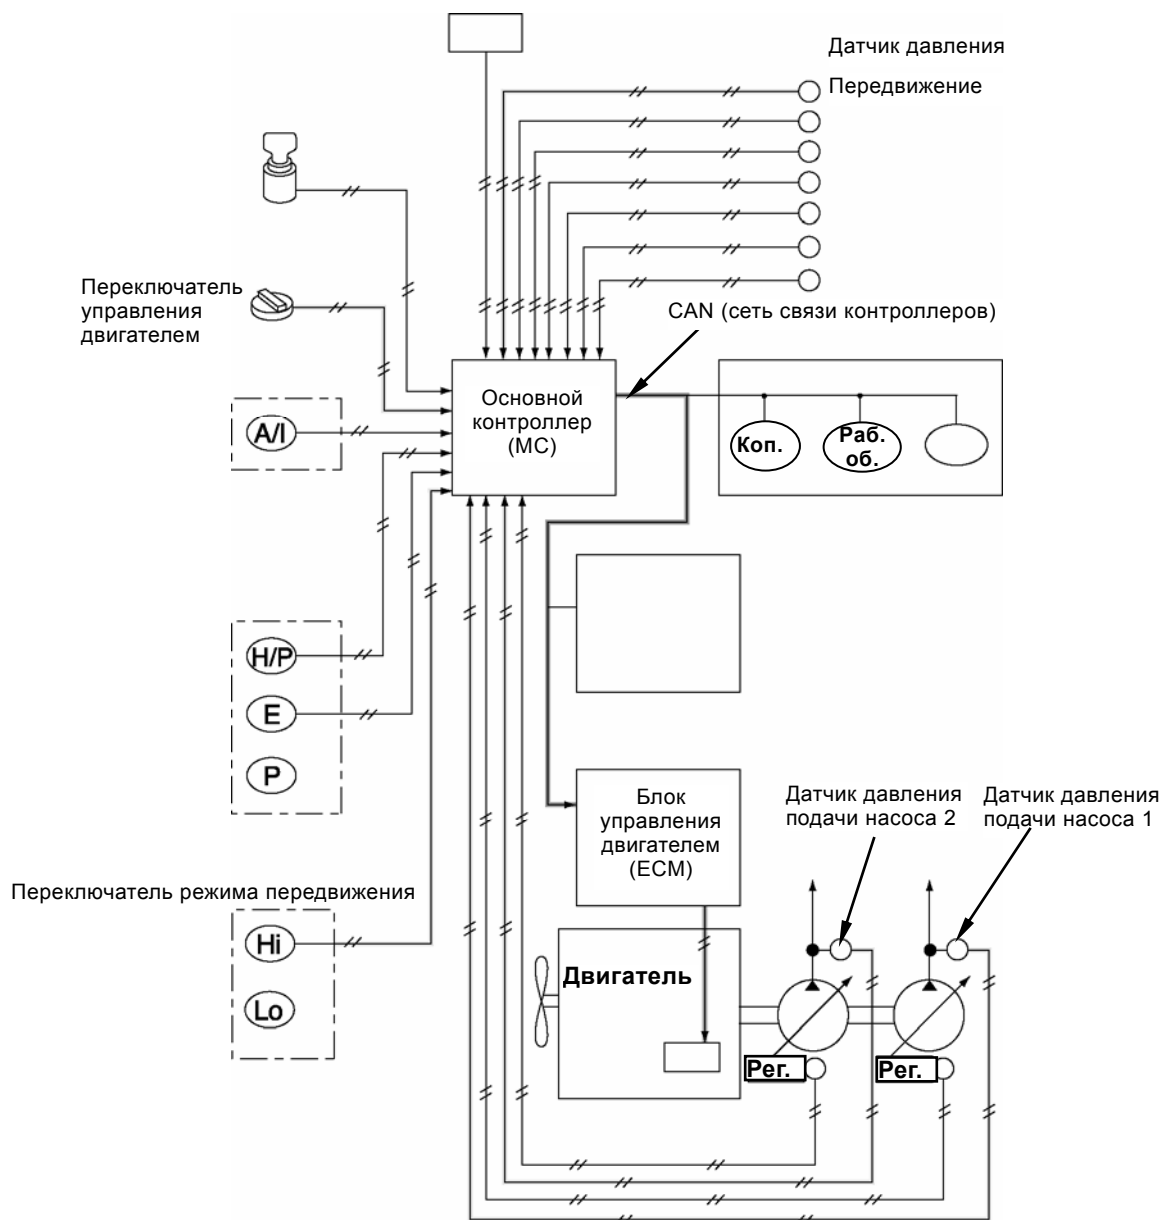 Датчик давления
Передвижение
Переключатель
управления
двигателем
CAN (сеть связи контроллеров)
Основной
контроллер
(МС)
A/I
Коп.
Раб.
об.
H/P
E
P
Блок
управления
двигателем
(ECM)
Датчик давления
подачи насоса 2
Датчик давления
подачи насоса 1
Переключатель режима передвижения
Hi
Lo
Двигатель
Рег.
Рег.